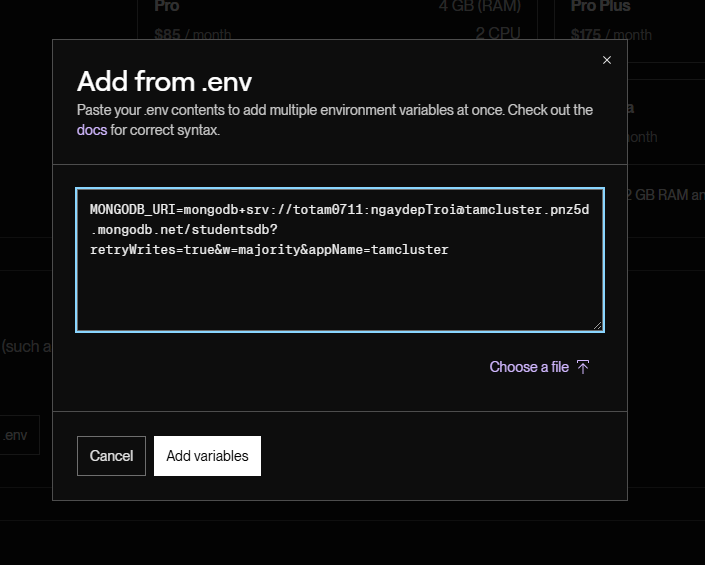 Pro
4 GB (RAM)
Pro Plus
$85 / month
2 CPU
$175 / month
Add from .env
Paste your .env contents to add multiple environment variables at once. Check out the
docs for correct syntax.
a
onth
MONGODB_URI=mongodb+srv://totam0711:ngaydepTroi@tamcluster.pnz5d
.mongodb.net/studentsdb?
retryWrites=true&w=majority&appName=tamcluster
2 GB RAM an
(such a
Choose a file
.env
Cancel
Add variables